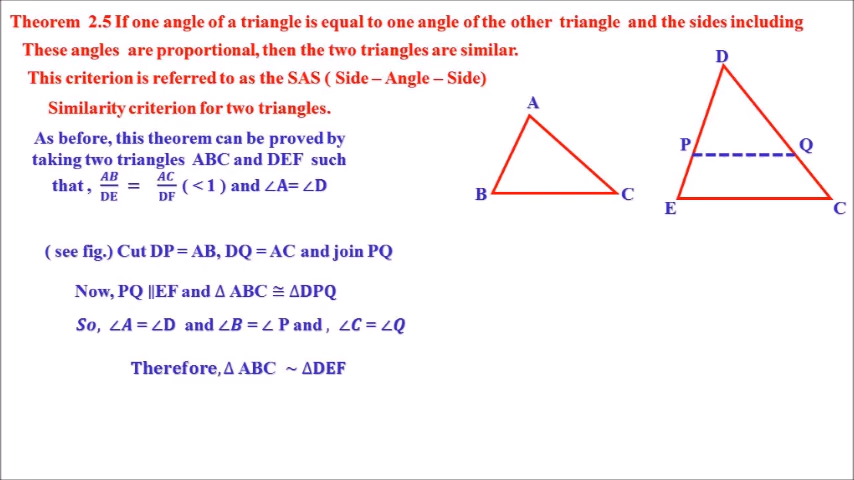 Theorem 2.5 If one angle of a triangle is equal to one angle of the other triangle and the sides including
These angles are proportional, then the two triangles are similar.
This criterion is referred to as the SAS ( Side – Angle – Side)
Similarity criterion for two triangles.
As before, this theorem can be proved by
taking two triangles ABC and DEF such
that , AB/DE = AC/DF ( < 1 ) and ∠A= ∠D
( see fig.) Cut DP = AB, DQ = AC and join PQ
Now, PQ ||EF and Δ ABC ≅ ΔDPQ
So, ∠A = ∠D and ∠B = ∠ P and , ∠C = ∠Q
Therefore, Δ ABC ~ ΔDEF
A
B
C
D
P
Q
E
C